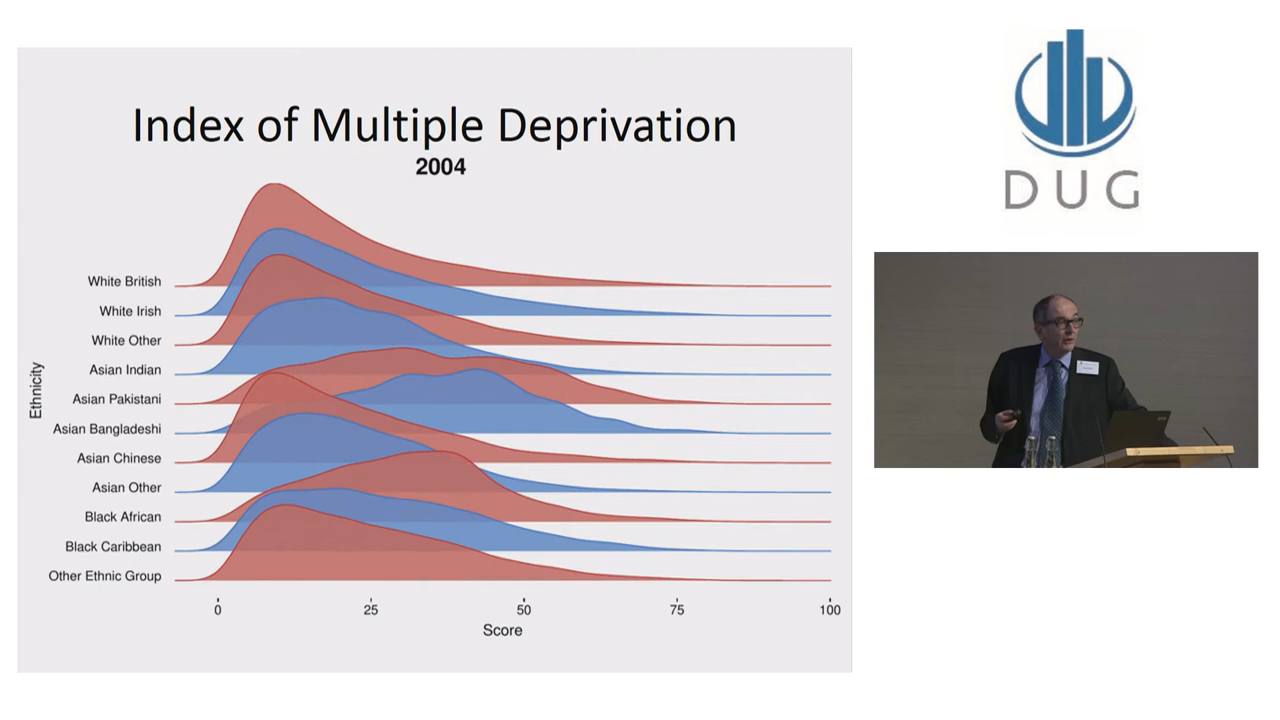 Index of Multiple Deprivation
2004
Ethnicity
White British
White Irish
White Other
Asian Indian
Asian Pakistani
Asian Bangladeshi
Asian Chinese
Asian Other
Black African
Black Caribbean
Other Ethnic Group
0 25 50 75 100
Score
DUG